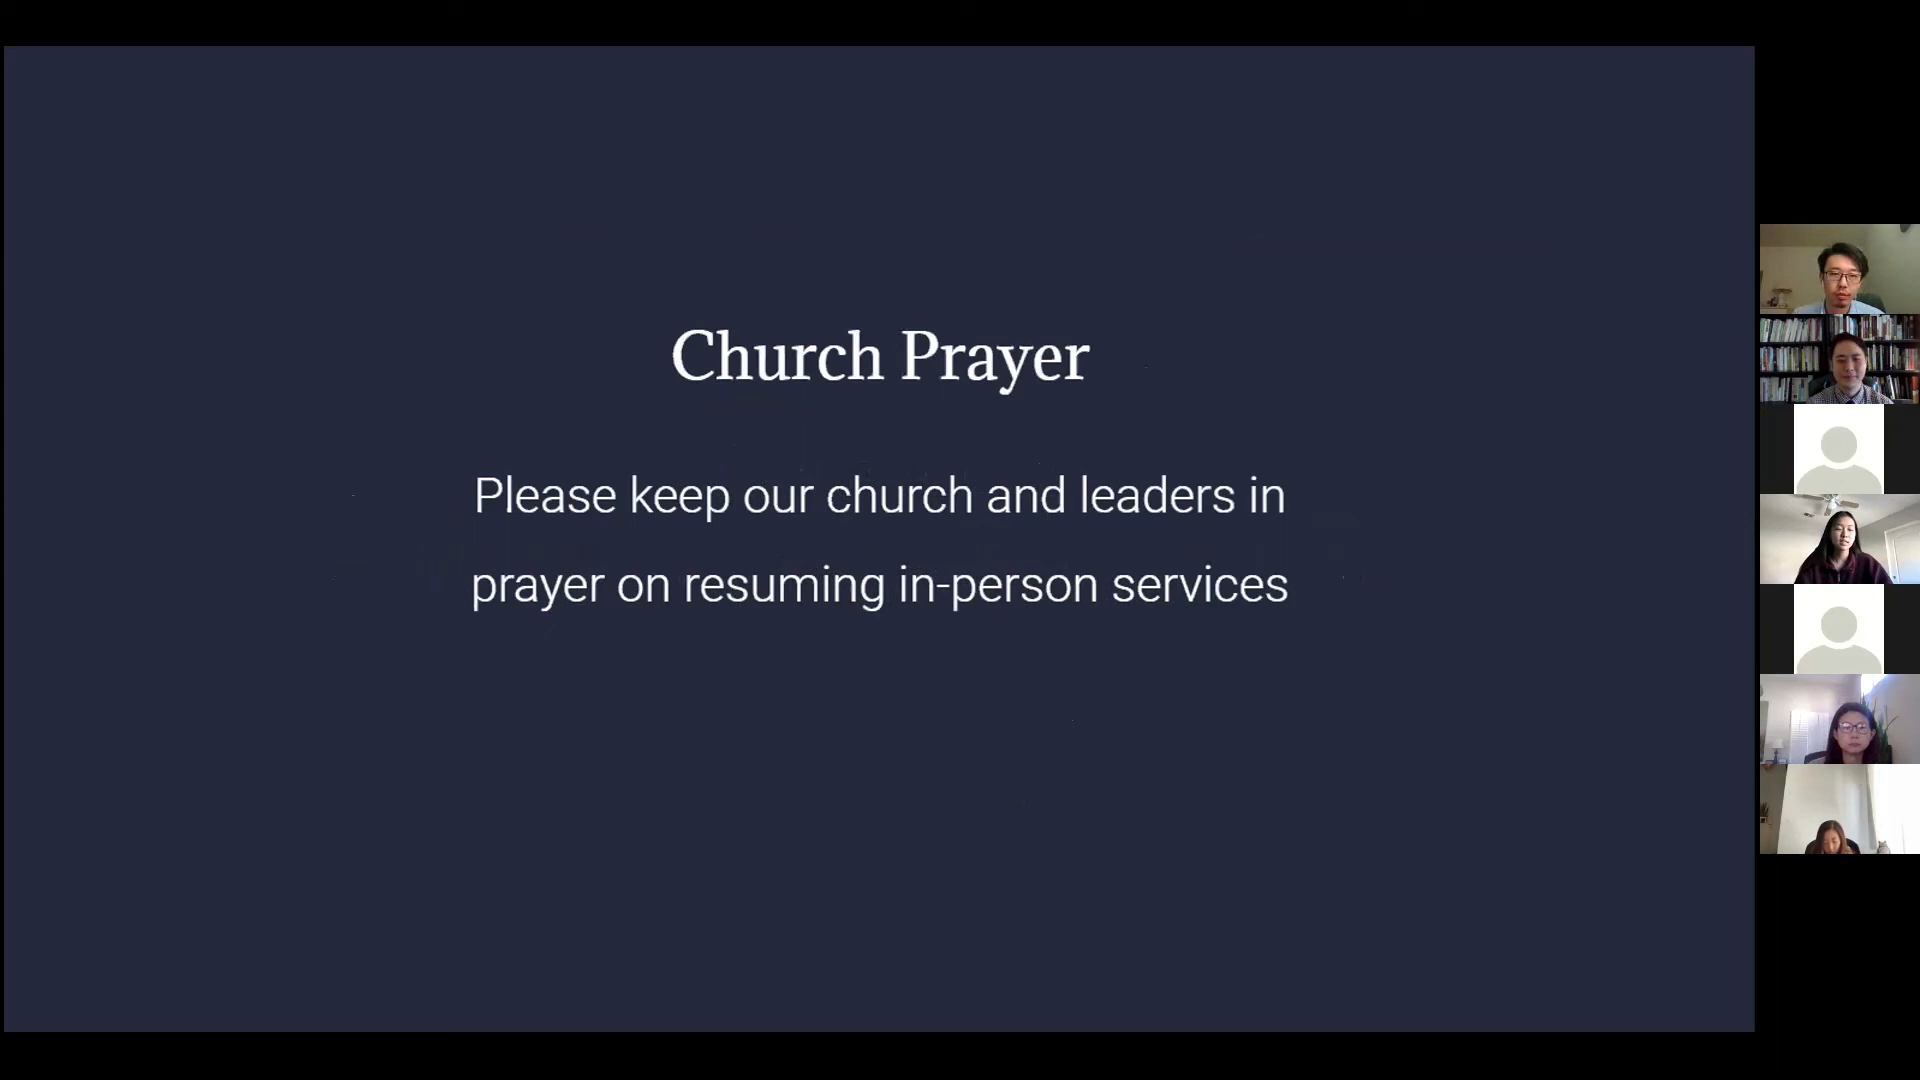 Church Prayer
Please keep our church and leaders in
prayer on resuming in-person services